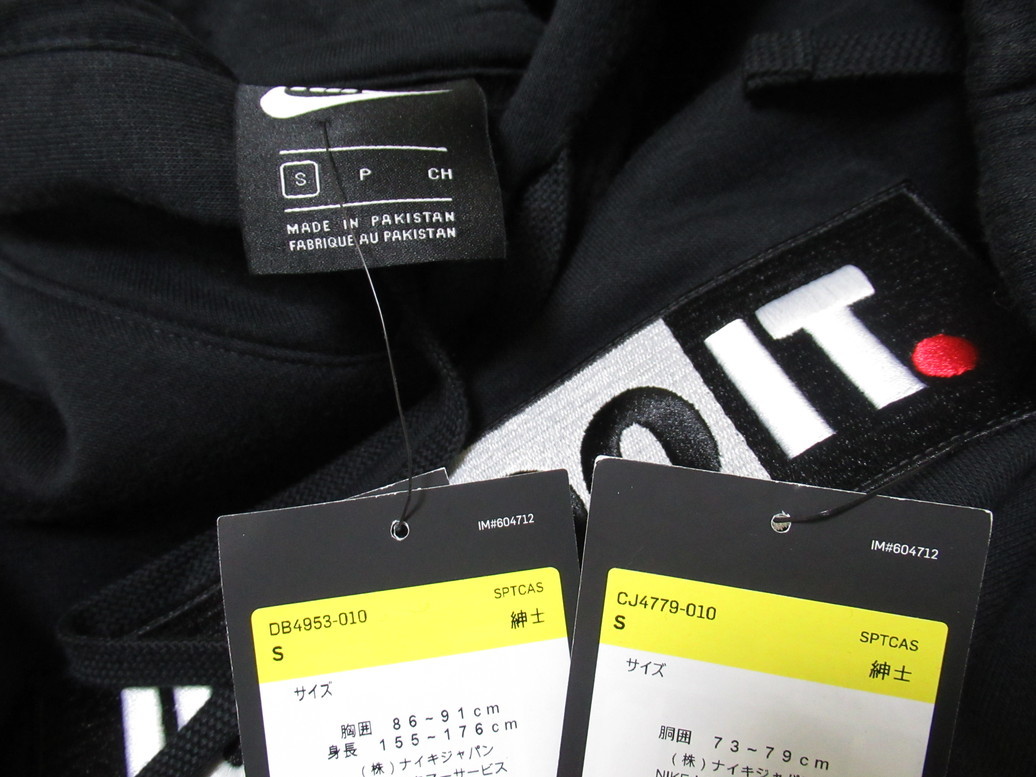 S P CH
MADE IN PAKISTAN
FABRIQUE AU PAKISTAN
IT.
IM#604712
SPTCAS
DB4953-010
紳士
S
サイズ
胸囲 86~91cm
身長 155~176cm
(株)ナイキジャパン
IM#604712
CJ4779-010
SPTCAS
S
紳士
サイズ
胴囲 73~79cm
(株)ナイキジャパン